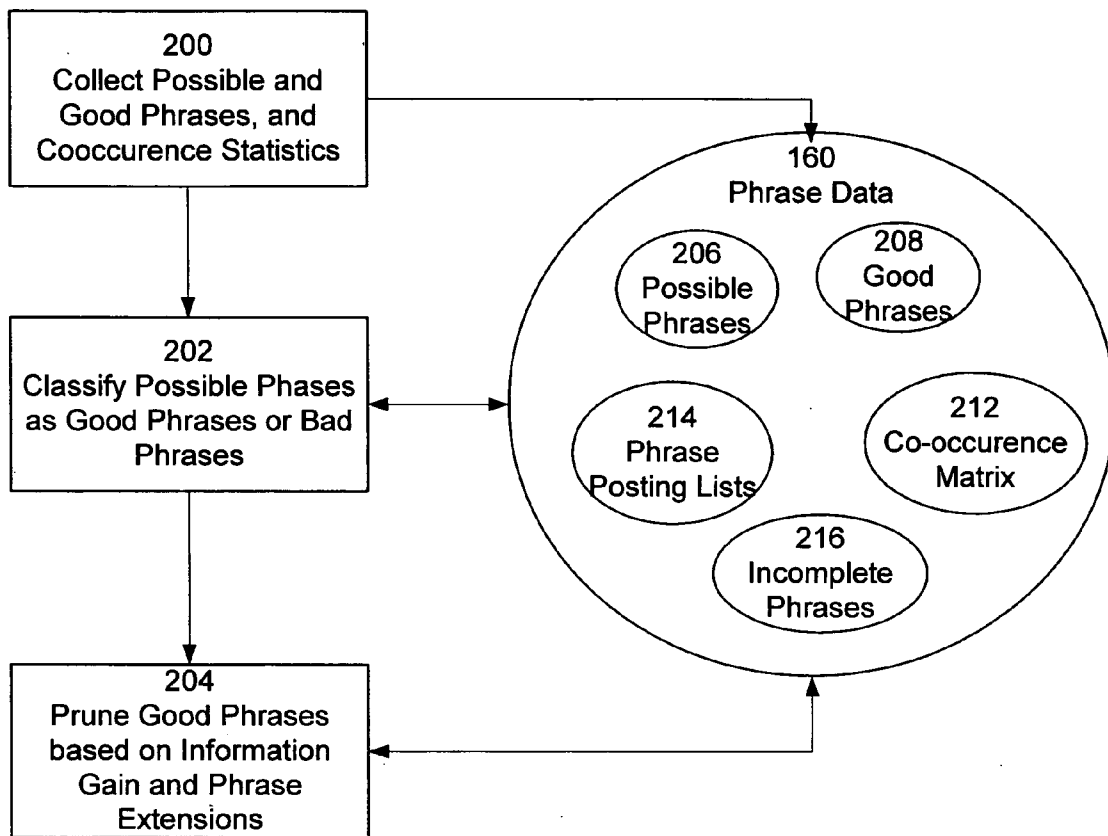 200
Collect Possible and
Good Phrases, and
Cooccurence Statistics
160
Phrase Data
206
Possible
Phrases
208
Good
Phrases
202
Classify Possible Phases
as Good Phrases or Bad
Phrases
214
Phrase
Posting Lists
212
Co-occurence
Matrix
216
Incomplete
Phrases
204
Prune Good Phrases
based on Information
Gain and Phrase
Extensions